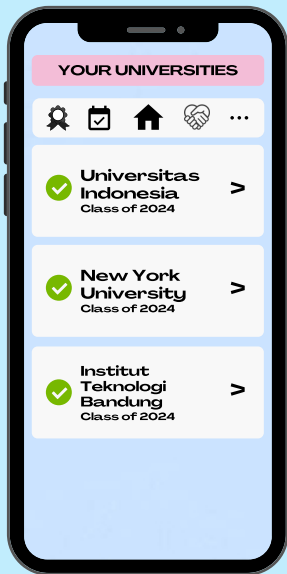 YOUR UNIVERSITIES
Universitas
Indonesia
Class of 2024
>
New York
University
Class of 2024
>
Institut
Teknologi
Bandung
Class of 2024
>